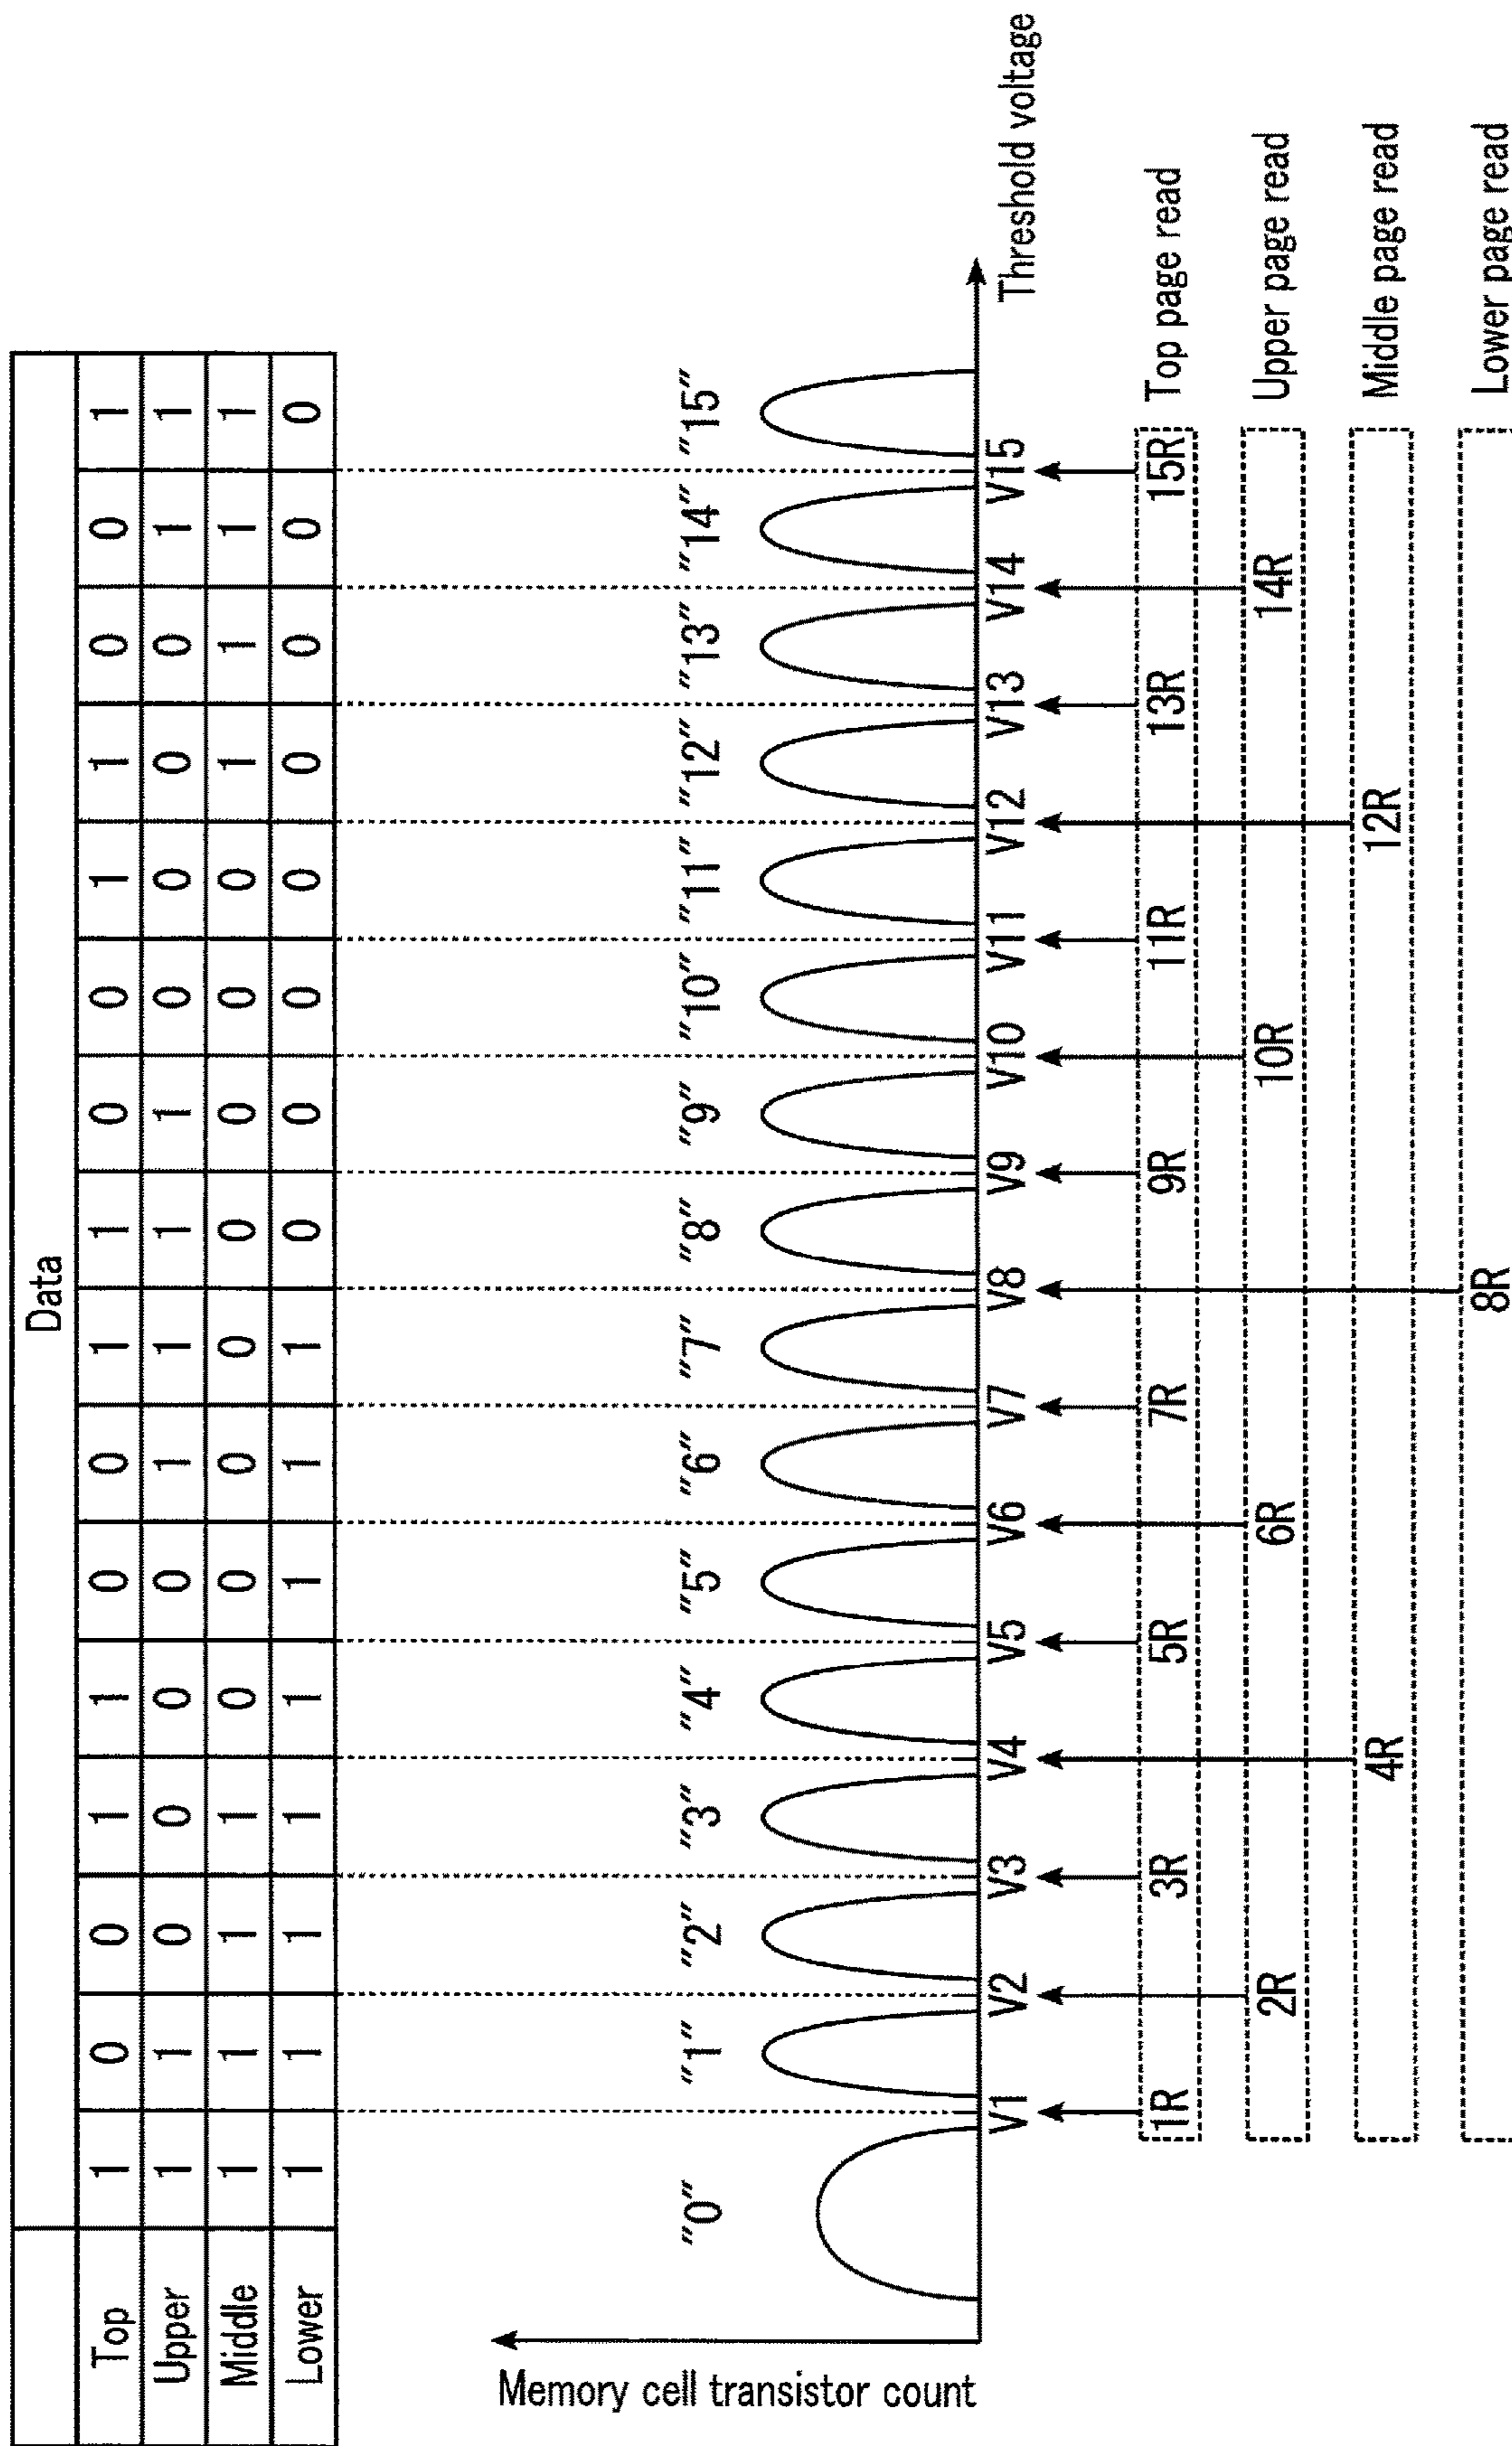 Data
Top 1 0 0 1 1 0 0 1 1 0 0 1 1 0 0 1
Upper 1 1 0 0 0 0 1 1 1 1 0 0 0 0 1 1
Middle 1 1 1 1 0 0 0 0 0 0 0 0 1 1 1 1
Lower 1 1 1 1 1 1 1 1 0 0 0 0 0 0 0 0
"0" "1" "2" "3" "4" "5" "6" "7" "8" "9" "10" "11" "12" "13" "14" "15"
Memory cell transistor count
V1 V2 V3 V4 V5 V6 V7 V8 V9 V10 V11 V12 V13 V14 V15 Threshold voltage
1R 3R 5R 7R 9R 11R 13R 15R Top page read
2R 6R 10R 14R Upper page read
4R 12R Middle page read
8R Lower page read